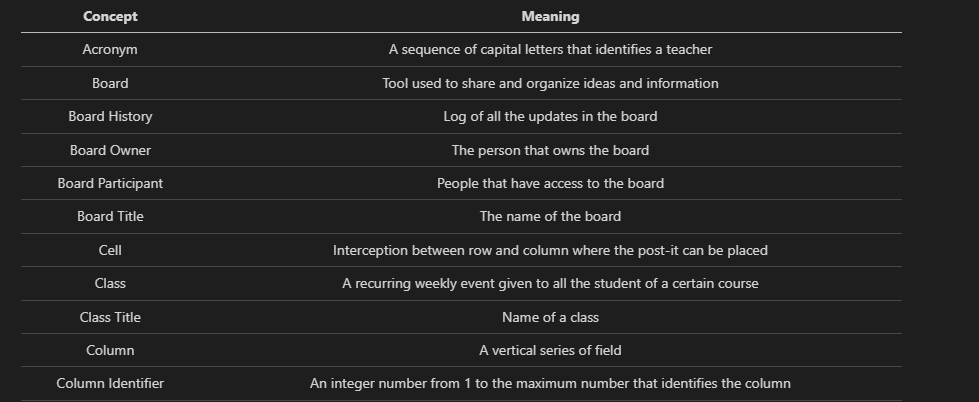 Concept Meaning
Acronym A sequence of capital letters that identifies a teacher
Board Tool used to share and organize ideas and information
Board History Log of all the updates in the board
Board Owner The person that owns the board
Board Participant People that have access to the board
Board Title The name of the board
Cell Interception between row and column where the post-it can be placed
Class A recurring weekly event given to all the student of a certain course
Class Title Name of a class
Column A vertical series of field
Column Identifier An integer number from 1 to the maximum number that identifies the column